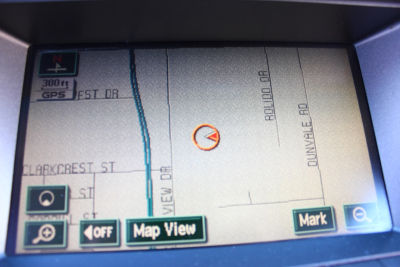 N
300ft
GPS
FST DR
ROLIDO DR
DUNVALE RD
CLARKCREST ST
ST
VIEW DR
OFF
Map View
Mark